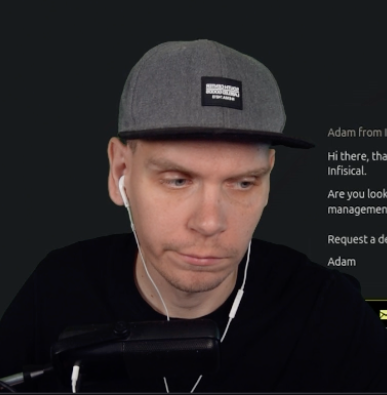 Adam from I
Hi there, tha
Infisical.
Are you look
managemen
Request a de
Adam